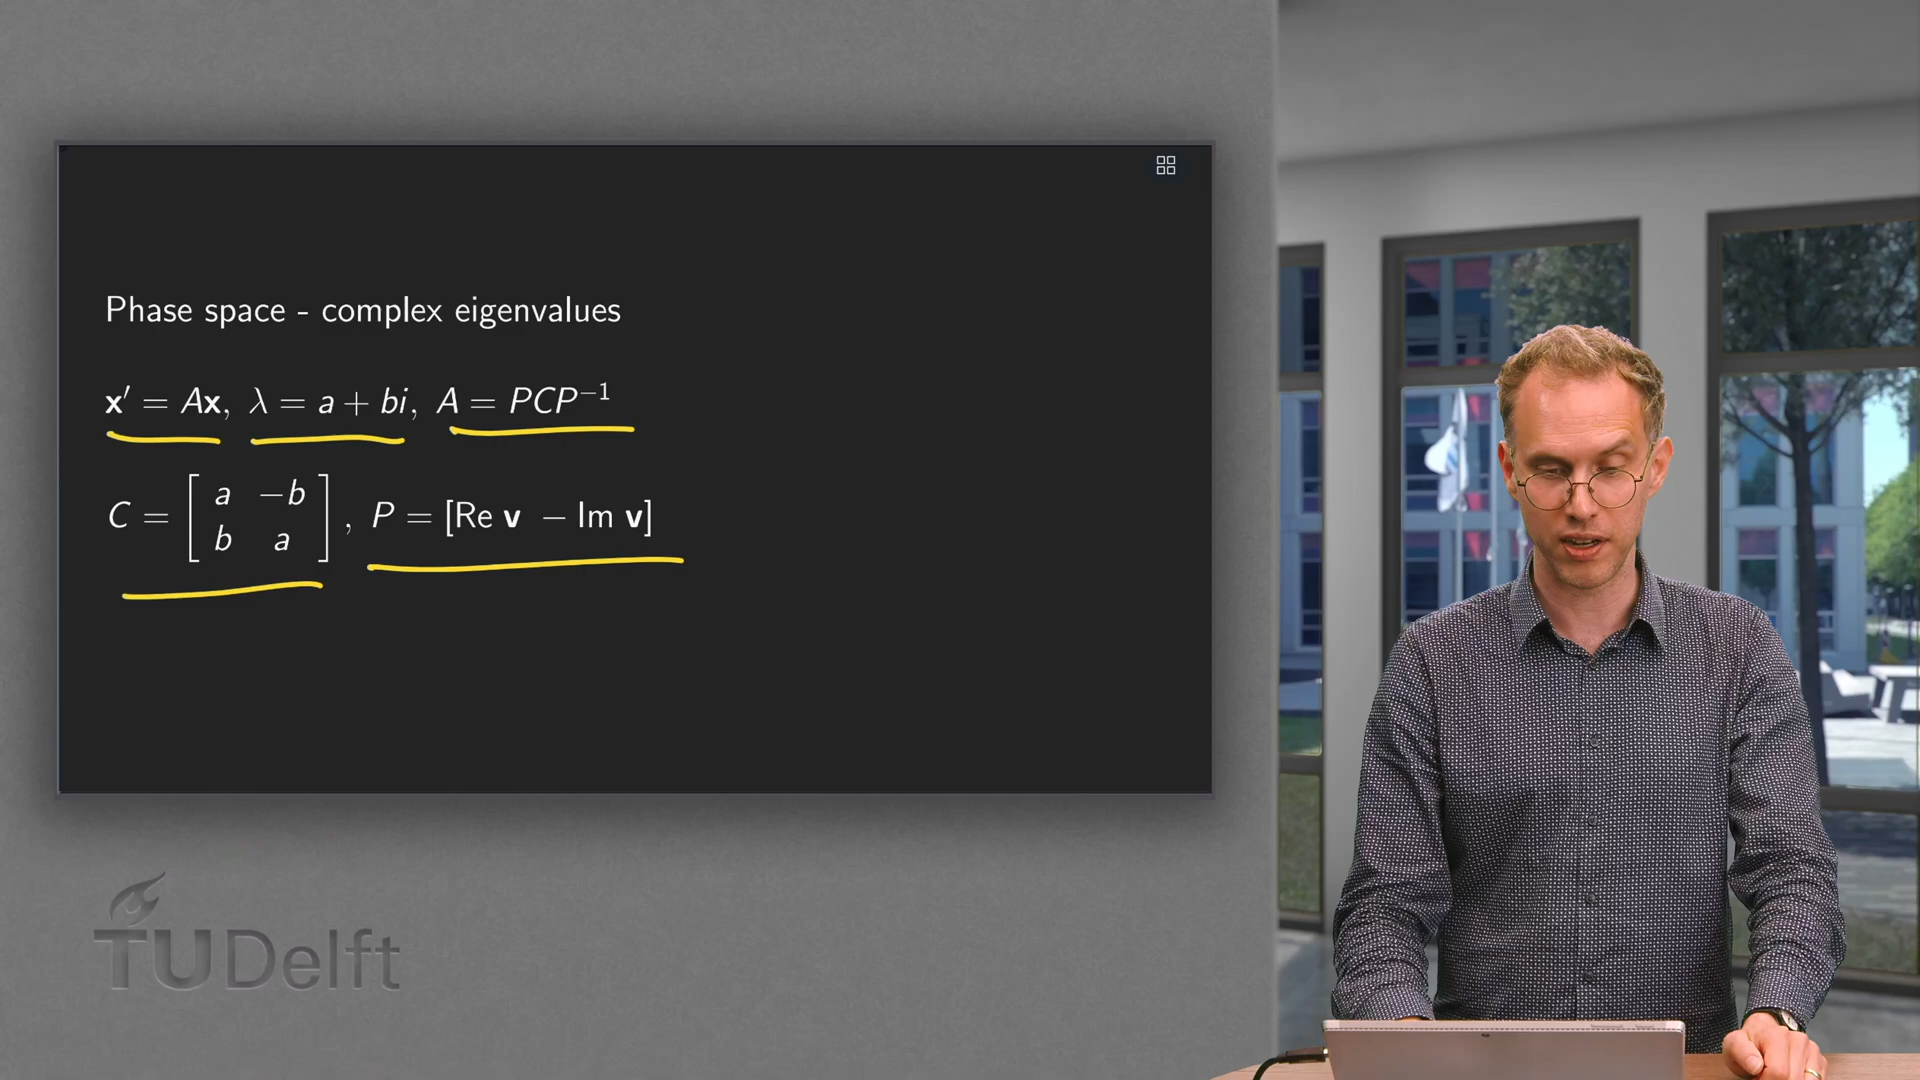 Phase space - complex eigenvalues
x′ = Ax, λ = a + bi, A = PCP⁻¹
C = [ a −b
b a ] , P = [Re v − Im v]
TUDelft